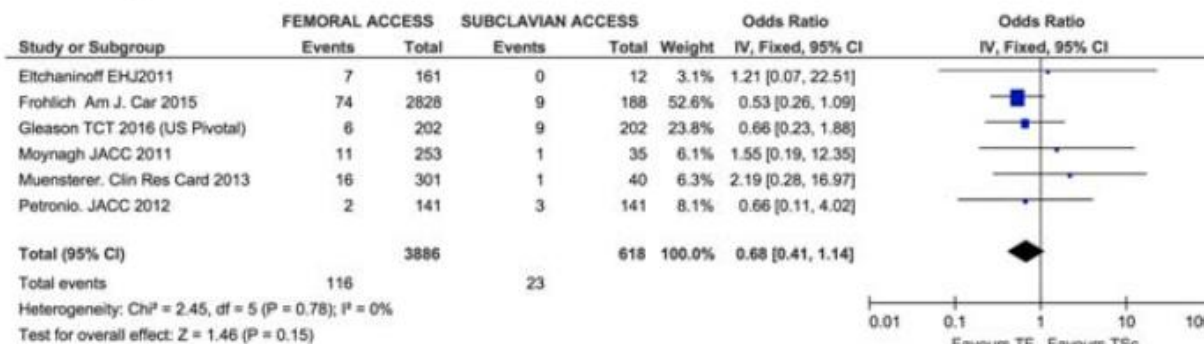 FEMORAL ACCESS SUBCLAVIAN ACCESS Odds Ratio Odds Ratio
Study or Subgroup Events Total Events Total Weight IV, Fixed, 95% CI IV, Fixed, 95% CI
Eltchaninoff EHJ2011 7 161 0 12 3.1% 1.21 [0.07, 22.51]
Frohlich Am J. Car 2015 74 2828 9 188 52.6% 0.53 [0.26, 1.09]
Gleason TCT 2016 (US Pivotal) 6 202 9 202 23.8% 0.66 [0.23, 1.88]
Moynagh JACC 2011 11 253 1 35 6.1% 1.55 [0.19, 12.35]
Muensterer. Clin Res Card 2013 16 301 1 40 6.3% 2.19 [0.28, 16.97]
Petronio. JACC 2012 2 141 3 141 8.1% 0.66 [0.11, 4.02]
Total (95% CI) 3886 618 100.0% 0.68 [0.41, 1.14]
Total events 116 23
Heterogeneity: Chi² = 2.45, df = 5 (P = 0.78); I² = 0%
Test for overall effect: Z = 1.46 (P = 0.15)
0.01 0.1 1 10 100
Favours TF Favours TSc